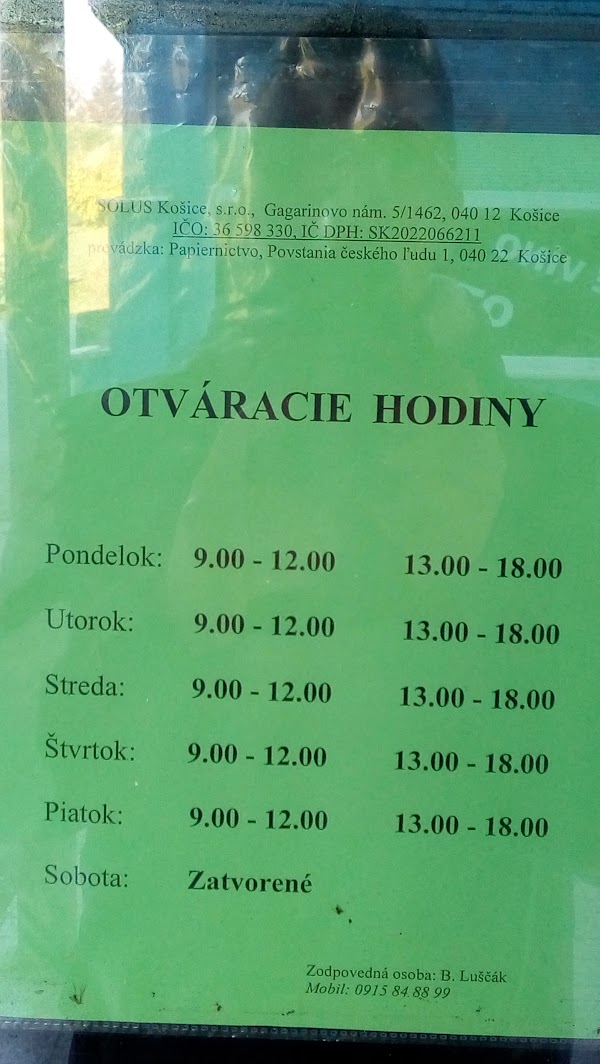 SOLUS Košice, s.r.o., Gagarinovo nám. 5/1462, 040 12 Košice
IČO: 36 598 330, IČ DPH: SK2022066211
prevádzka: Papiernictvo, Povstania českého ľudu 1, 040 22 Košice
OTVÁRACIE HODINY
Pondelok: 9.00 - 12.00 13.00 - 18.00
Utorok: 9.00 - 12.00 13.00 - 18.00
Streda: 9.00 - 12.00 13.00 - 18.00
Štvrtok: 9.00 - 12.00 13.00 - 18.00
Piatok: 9.00 - 12.00 13.00 - 18.00
Sobota: Zatvorené
Zodpovedná osoba: B. Luščák
Mobil: 0915 84 88 99